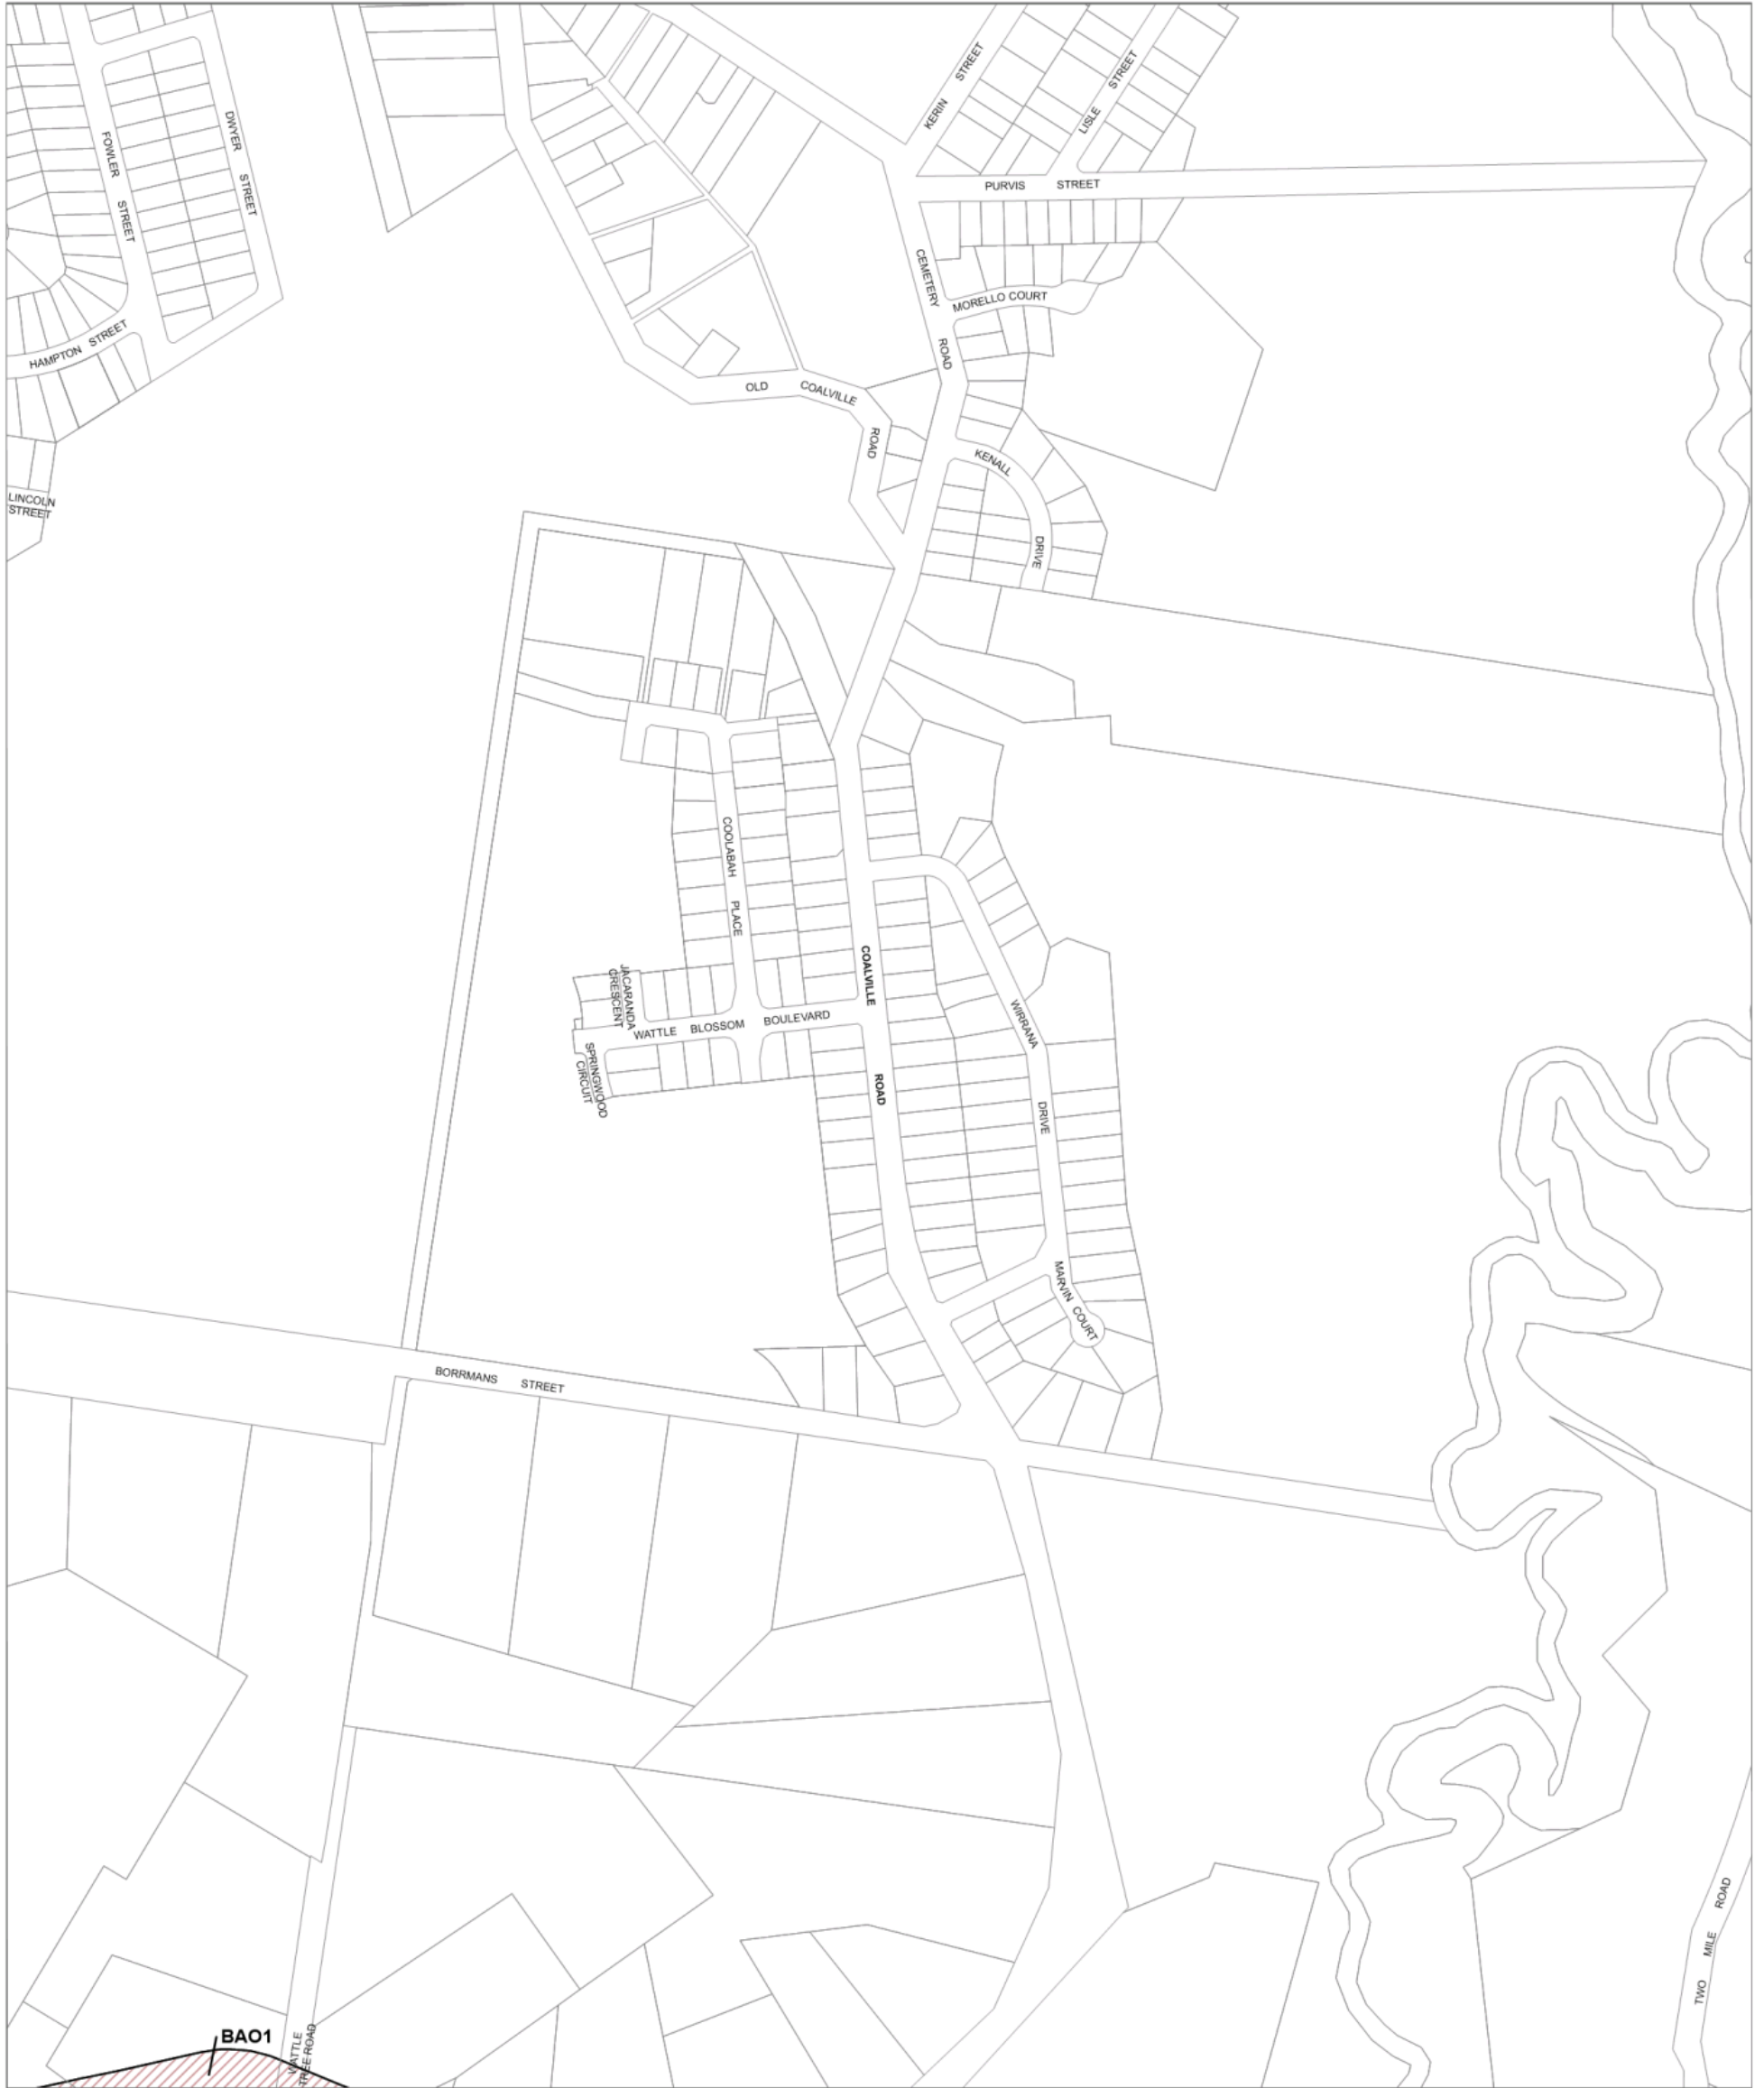 KERIN STREET
LISLE STREET
FOWLER STREET
DWYER STREET
PURVIS STREET
CEMETERY ROAD
MORELLO COURT
HAMPTON STREET
OLD COALVILLE ROAD
KENALL DRIVE
LINCOLN
STREET
COOLABAH PLACE
COALVILLE ROAD
JACARANDA
CRESCENT
WATTLE BLOSSOM BOULEVARD
WIRRANA DRIVE
SPRINGWOOD
CIRCUIT
MARVIN COURT
BORRMANS STREET
TWO MILE ROAD
BAO1
WATTLE
TREE ROAD